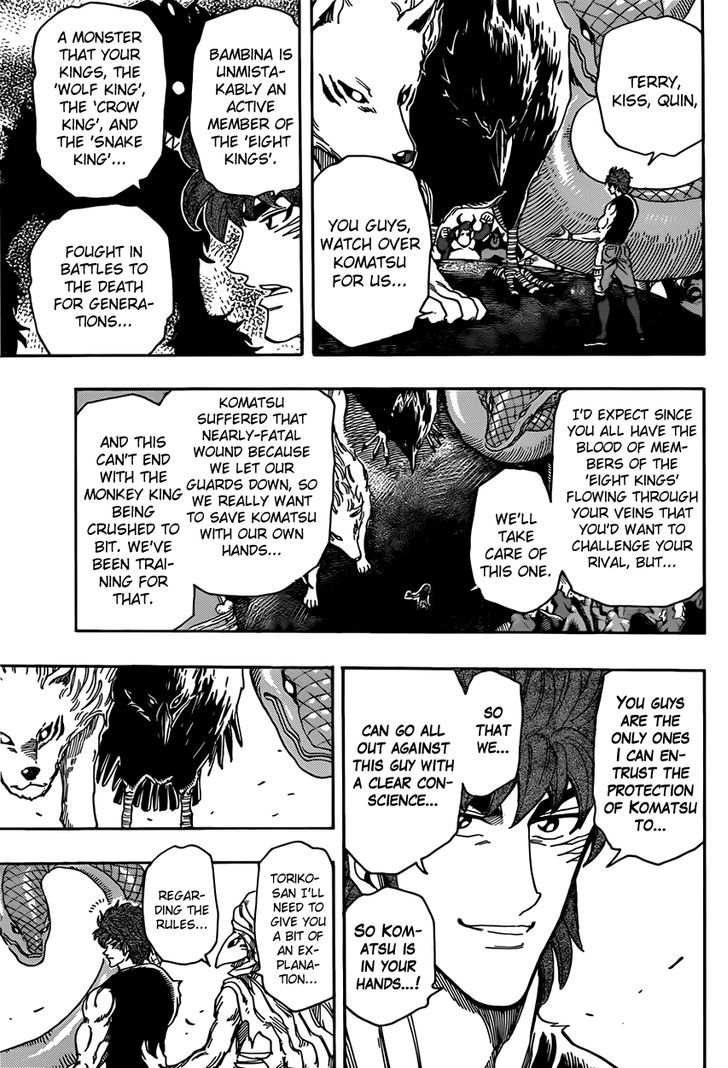 TERRY,
KISS, QUIN,
YOU GUYS,
WATCH OVER
KOMATSU
FOR US...
BAMBINA IS
UNMISTA-
KABLY AN
ACTIVE
MEMBER OF
THE 'EIGHT
KINGS'.
A MONSTER
THAT YOUR
KINGS, THE
'WOLF KING',
THE 'CROW
KING', AND
THE 'SNAKE
KING'...
FOUGHT IN
BATTLES TO
THE DEATH
FOR GENERA-
TIONS...
I'D EXPECT SINCE
YOU ALL HAVE THE
BLOOD OF MEM-
BERS OF THE
'EIGHT KINGS'
FLOWING THROUGH
YOUR VEINS THAT
YOU'D WANT TO
CHALLENGE YOUR
RIVAL, BUT...
WE'LL
TAKE
CARE OF
THIS ONE.
KOMATSU
SUFFERED THAT
NEARLY-FATAL
WOUND BECAUSE
WE LET OUR
GUARDS DOWN, SO
WE REALLY WANT
TO SAVE KOMATSU
WITH OUR OWN
HANDS...
AND THIS
CAN'T END
WITH THE
MONKEY KING
BEING
CRUSHED TO
BIT. WE'VE
BEEN TRAI-
NING FOR
THAT.
YOU GUYS
ARE THE
ONLY ONES
I CAN EN-
TRUST THE
PROTECTION
OF KOMATSU
TO...
SO
THAT
WE...
CAN GO ALL
OUT AGAINST
THIS GUY WITH
A CLEAR CON-
SCIENCE...
SO KOM-
ATSU IS
IN YOUR
HANDS...!
TORIKO-
SAN I'LL
NEED TO
GIVE YOU
A BIT OF
AN EX-
PLANA-
TION...
REGAR-
DING THE
RULES...